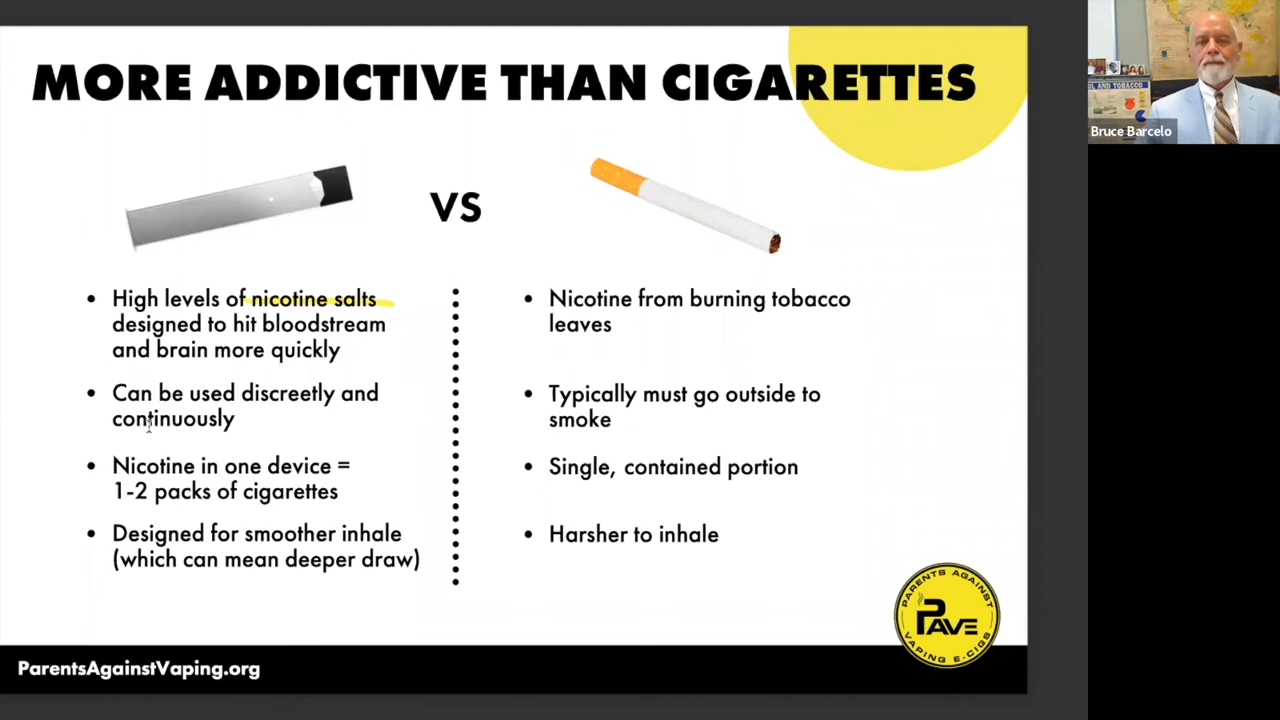 MORE ADDICTIVE THAN CIGARETTES
VS
High levels of nicotine salts
designed to hit bloodstream
and brain more quickly
Can be used discreetly and
continuously
Nicotine in one device =
1-2 packs of cigarettes
Designed for smoother inhale
(which can mean deeper draw)
Nicotine from burning tobacco
leaves
Typically must go outside to
smoke
Single, contained portion
Harsher to inhale
PARENTS AGAINST
PAVE
VAPING E-CIGS
ParentsAgainstVaping.org
AND TOBACCO
Bruce Barcelo